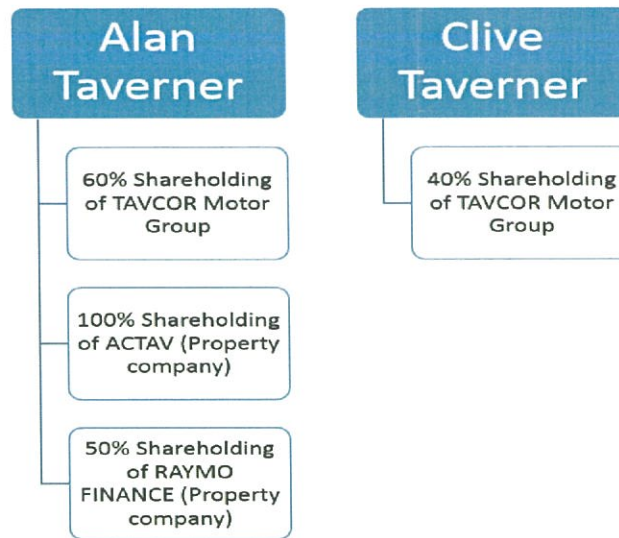 Alan
Taverner
60% Shareholding
of TAVCOR Motor
Group
100% Shareholding
of ACTAV (Property
company)
50% Shareholding
of RAYMO
FINANCE (Property
company)
Clive
Taverner
40% Shareholding
of TAVCOR Motor
Group